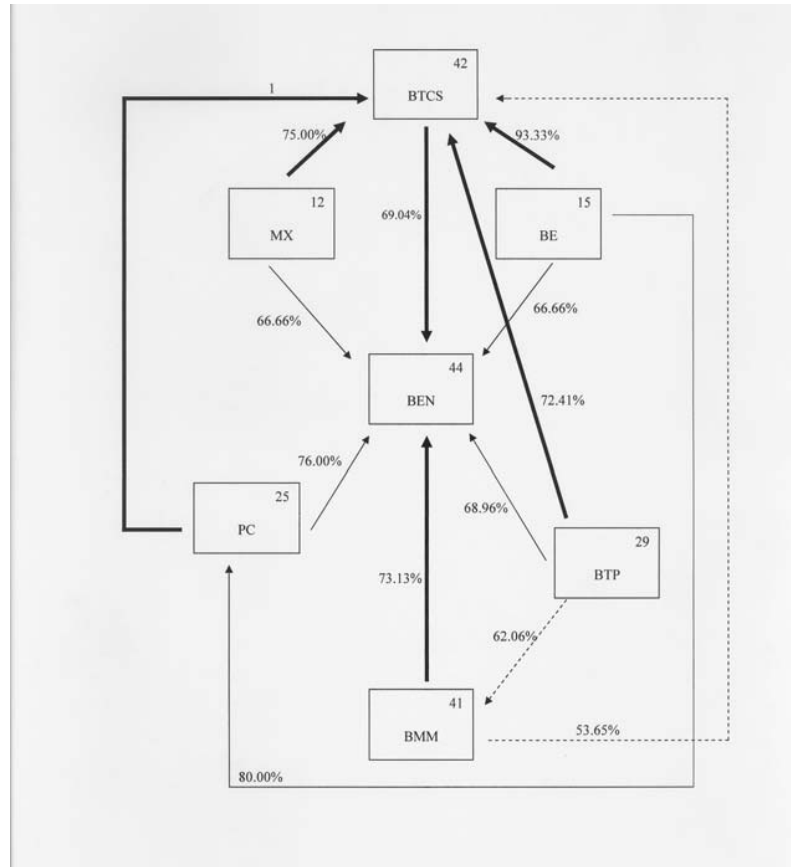 42
BTCS
1
75.00%
93.33%
12
MX
15
BE
69.04%
66.66%
66.66%
44
BEN
72.41%
76.00%
25
PC
68.96%
29
BTP
73.13%
62.06%
41
BMM
53.65%
80.00%